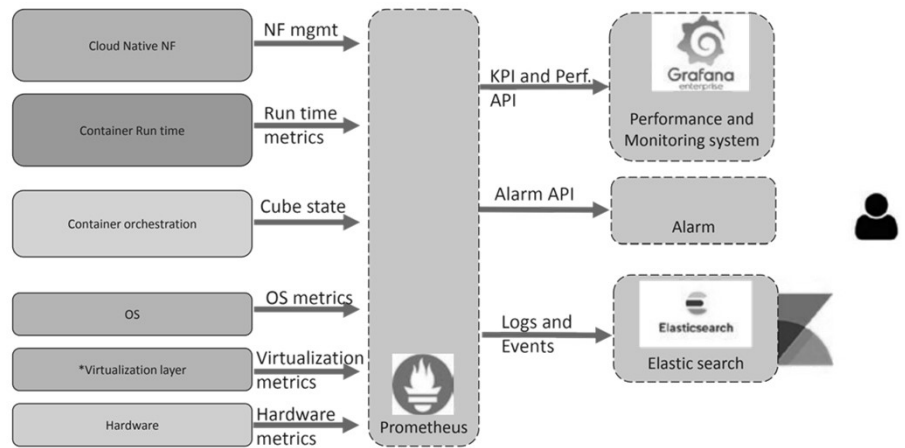 Cloud Native NF
NF mgmt
Container Run time
Run time
metrics
Container orchestration
Cube state
OS
OS metrics
*Virtualization layer
Virtualization
metrics
Hardware
Hardware
metrics
Prometheus
KPI and Perf.
API
Grafana
enterprise
Performance and
Monitoring system
Alarm API
Alarm
Logs and
Events
Elasticsearch
Elastic search